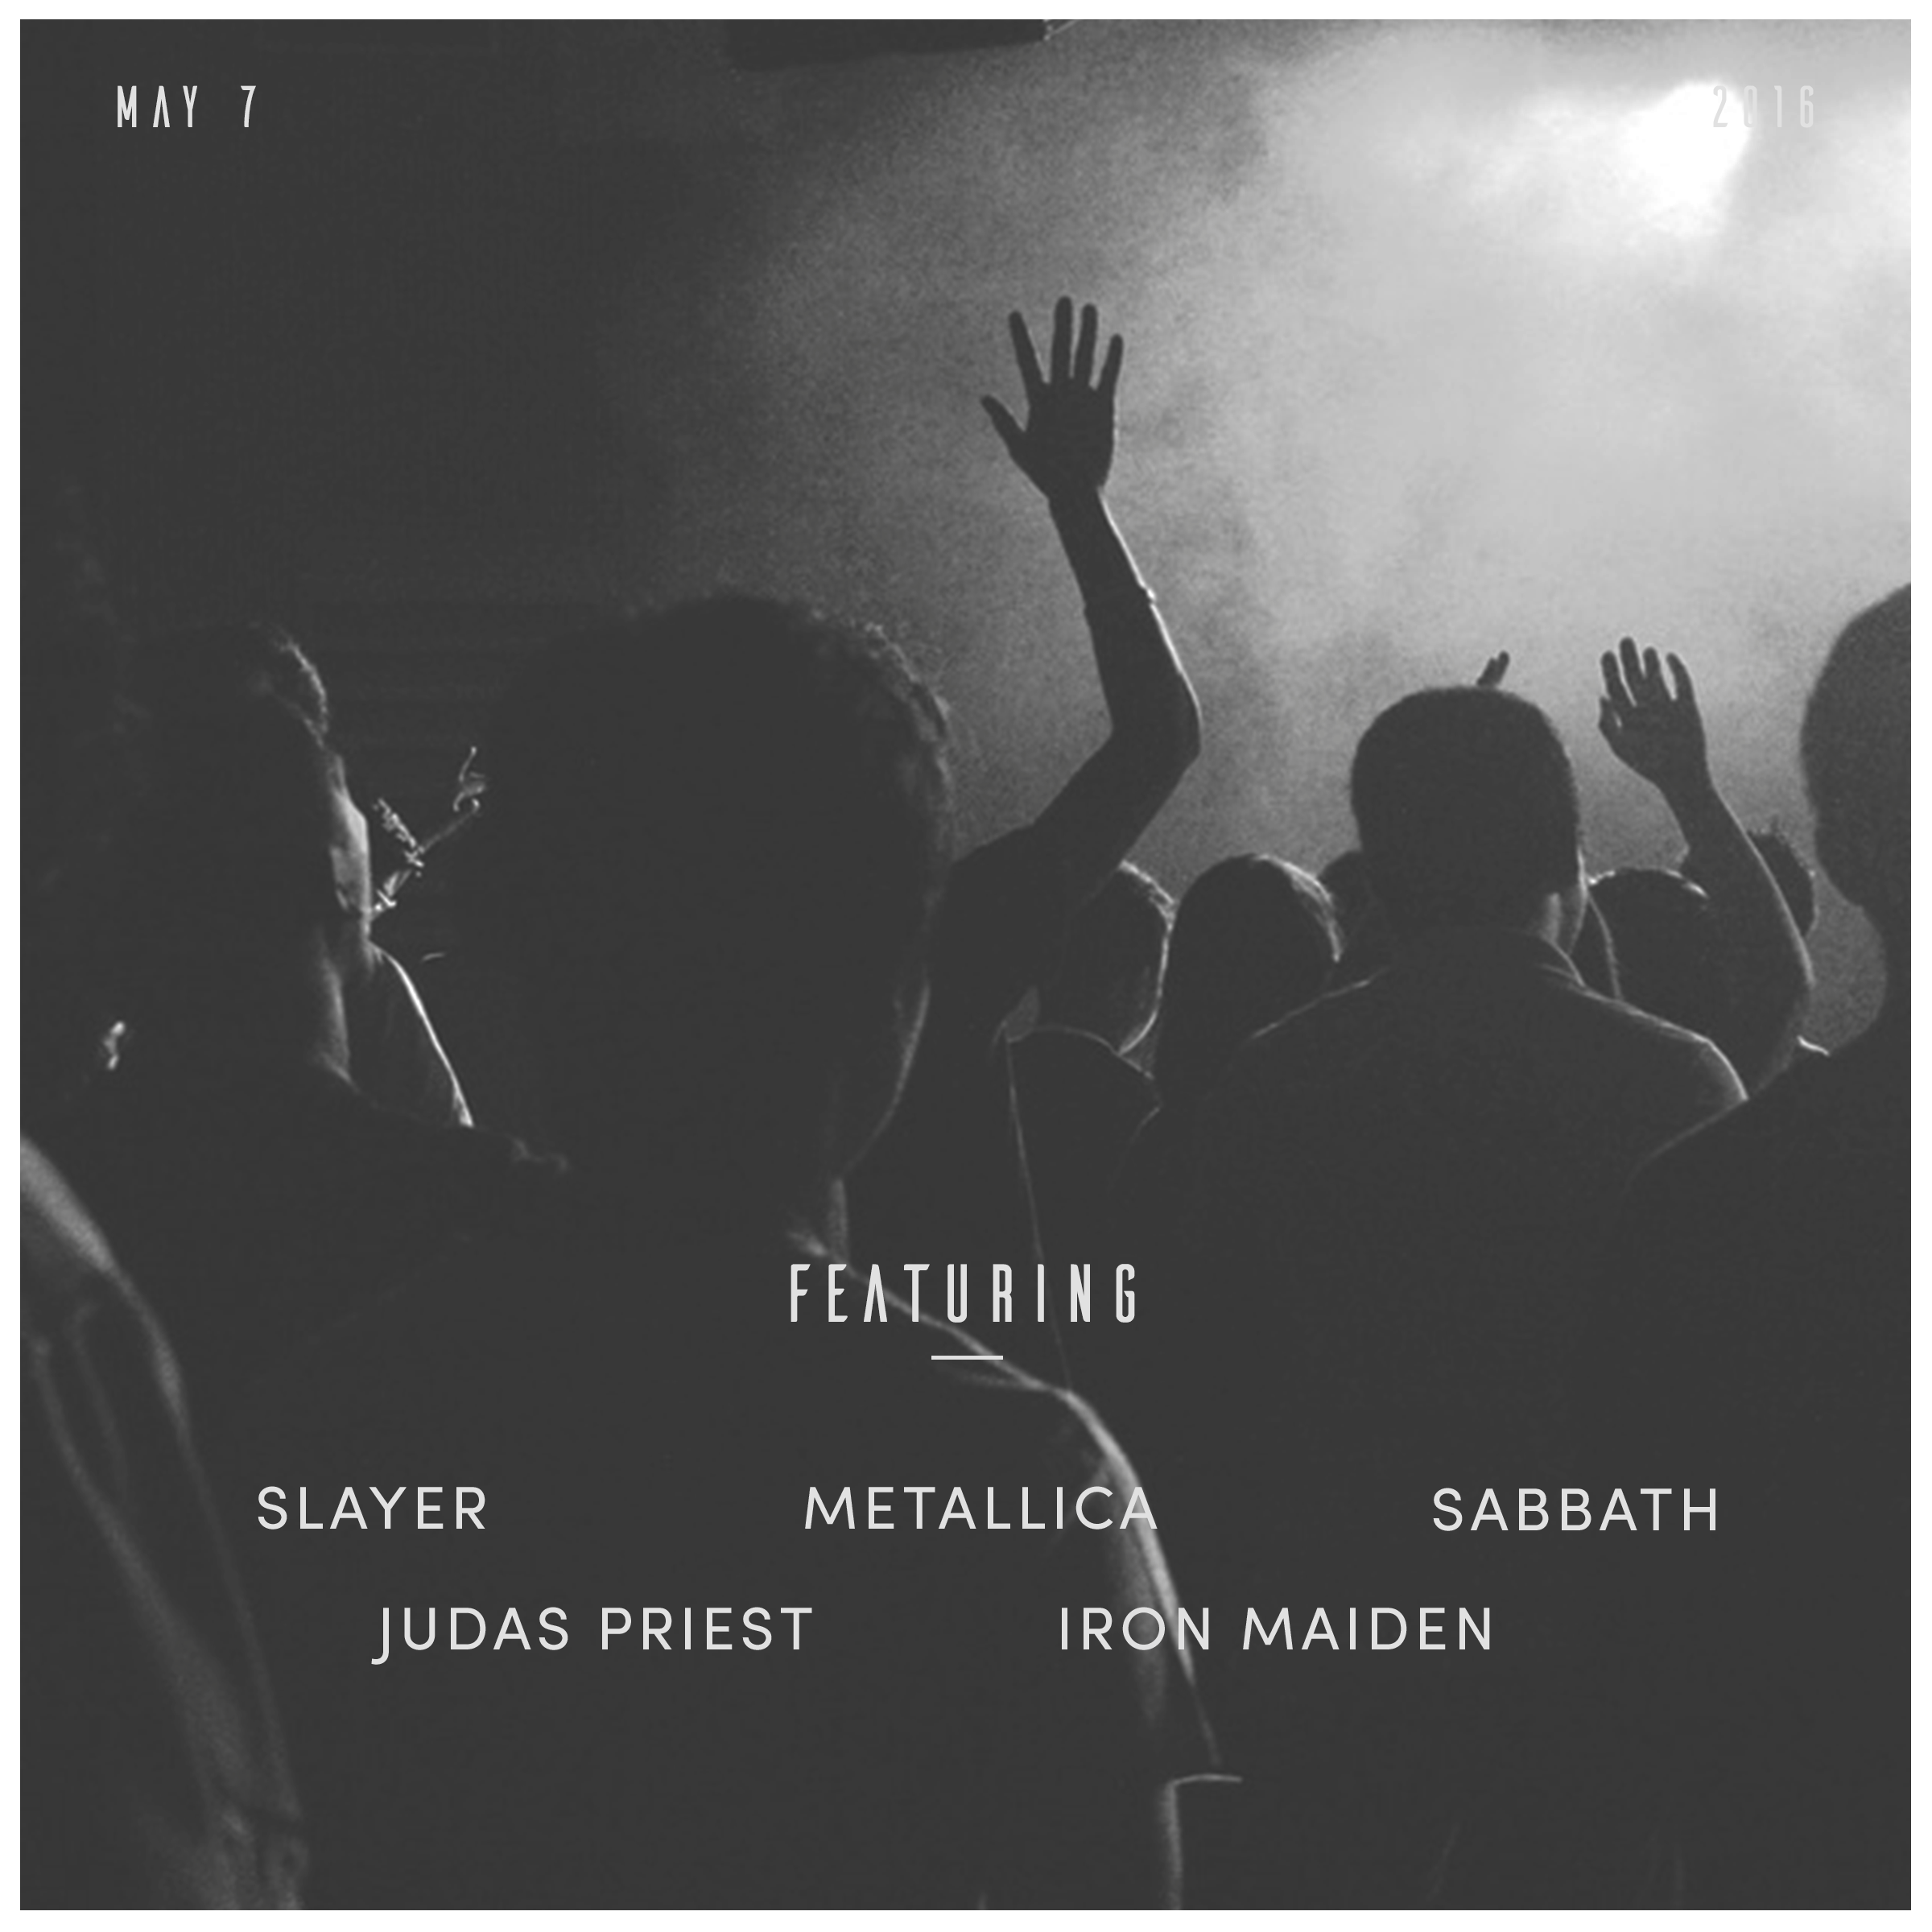 MAY 7 2016
FEATURING
SLAYER METALLICA SABBATH
JUDAS PRIEST IRON MAIDEN